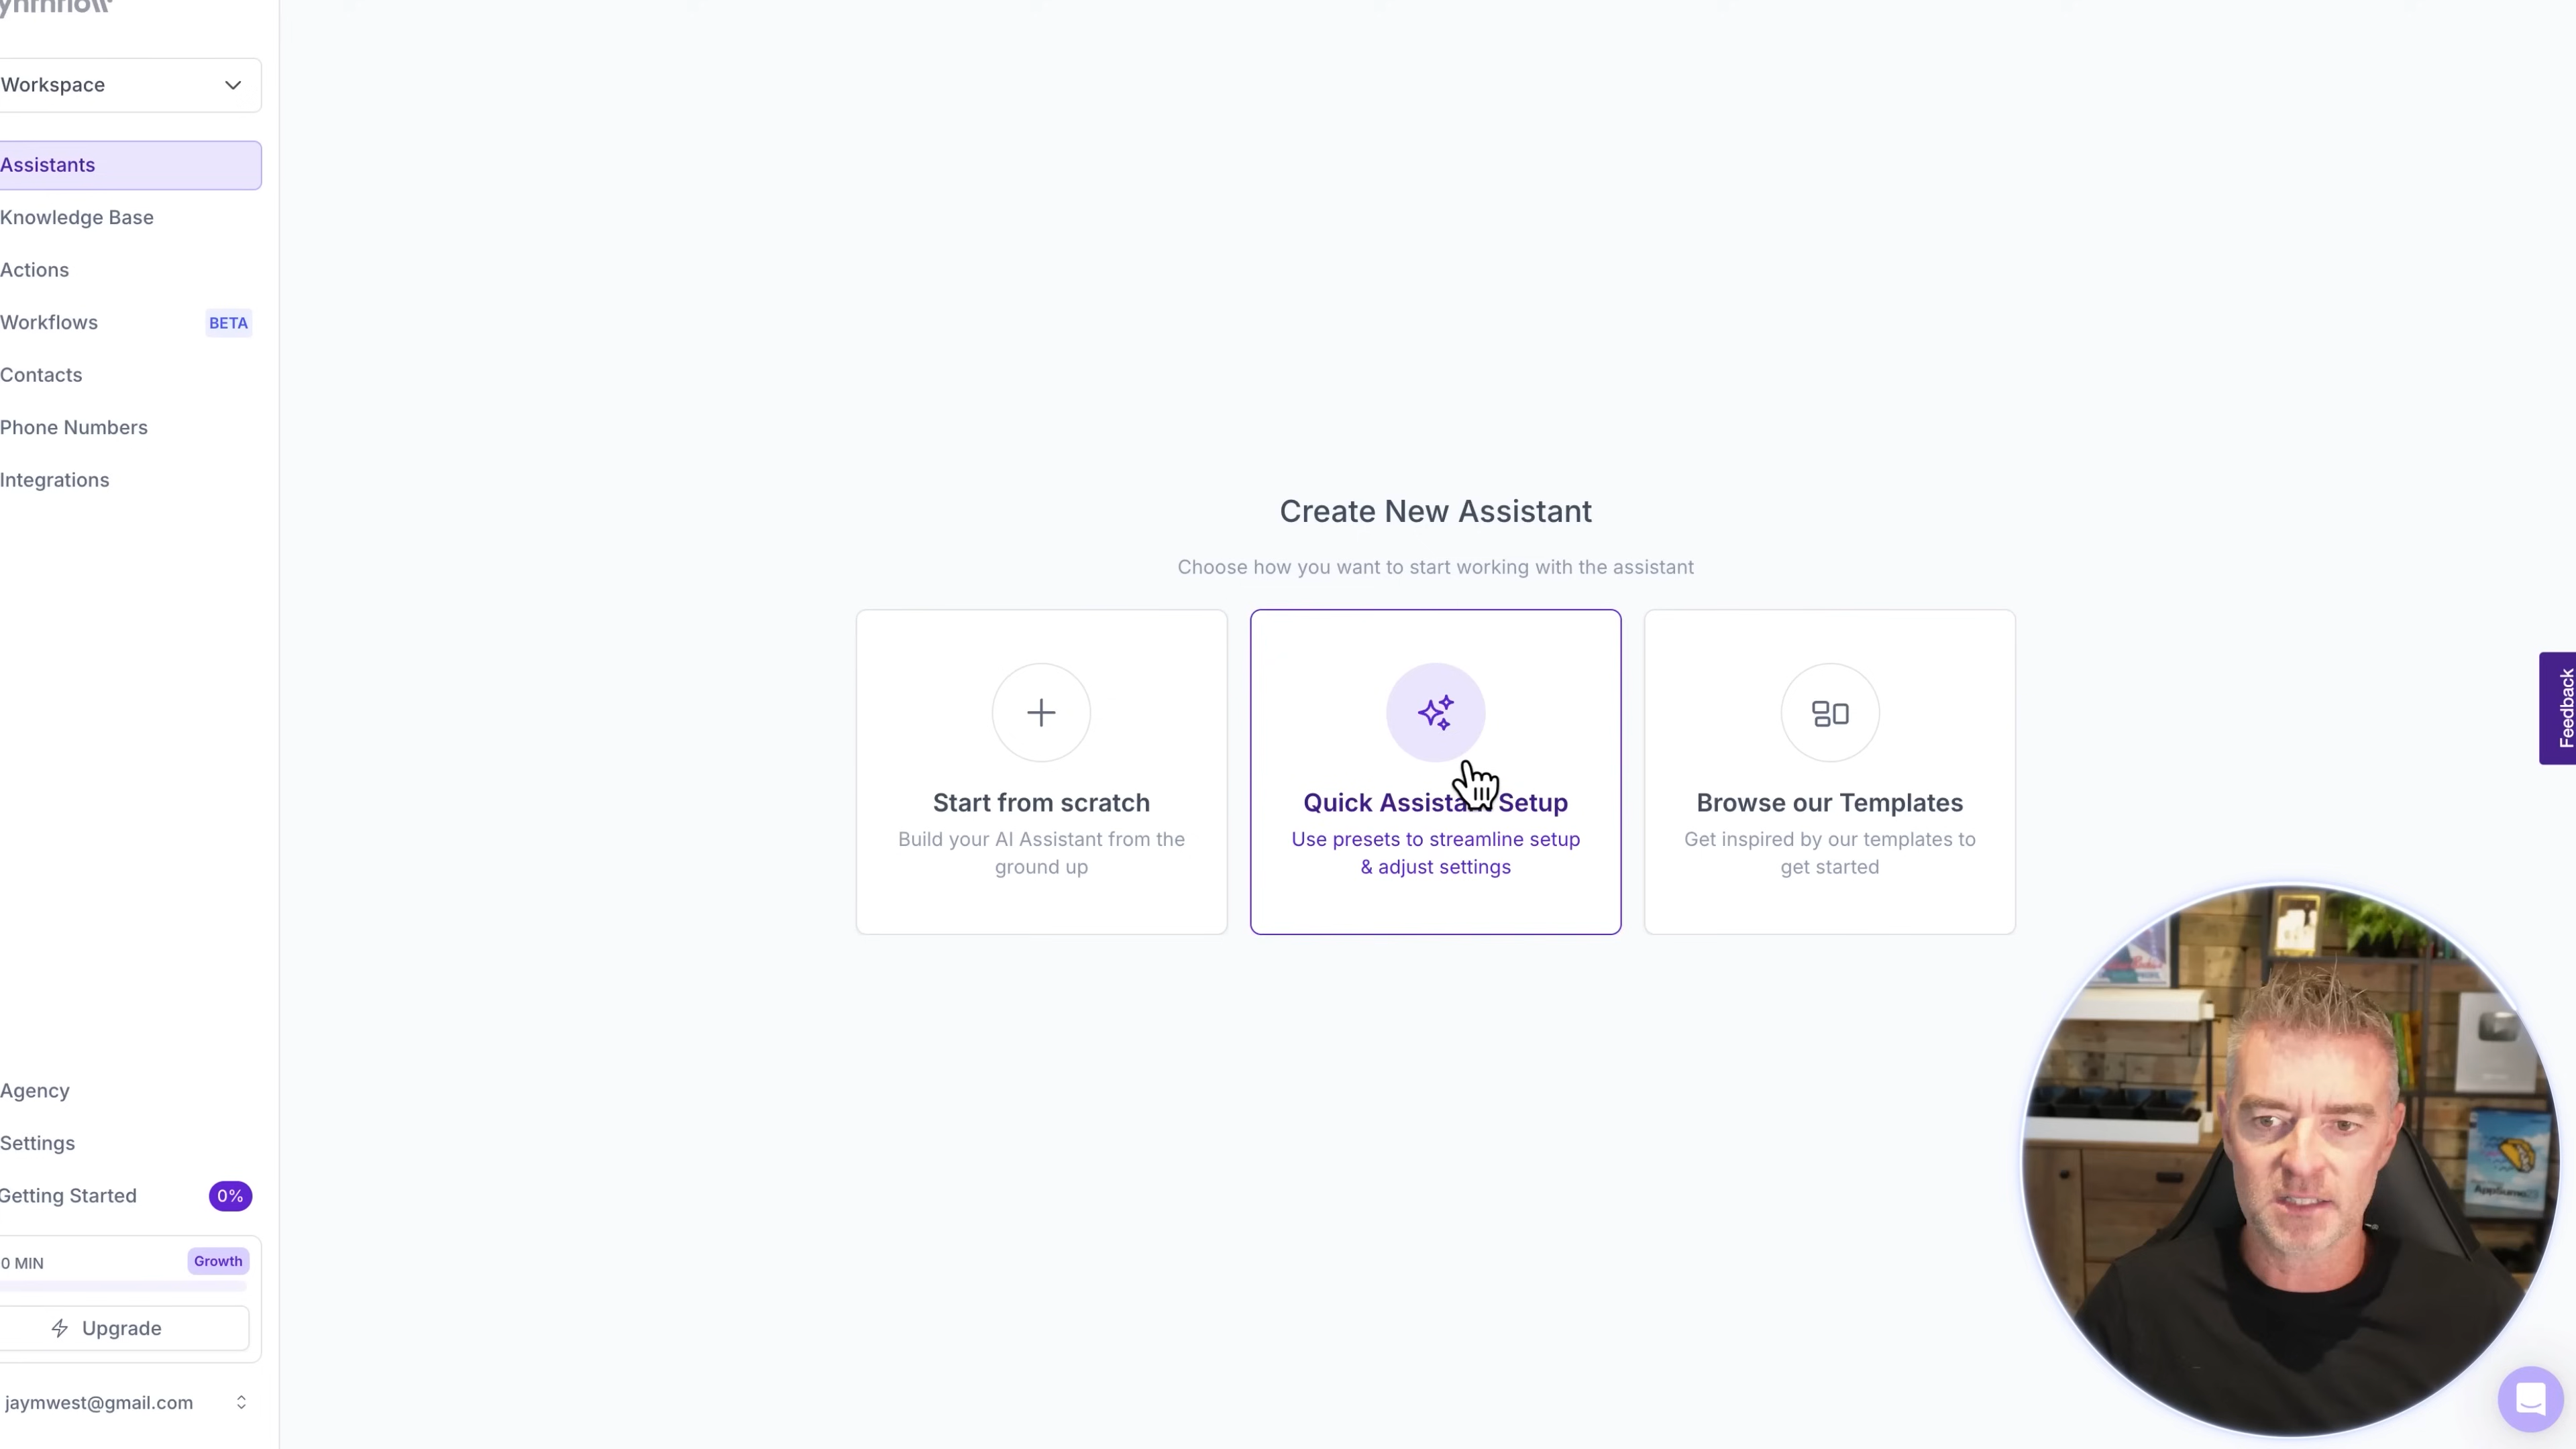 Workspace
Assistants
Knowledge Base
Actions
Workflows
BETA
Contacts
Phone Numbers
Integrations
Create New Assistant
Choose how you want to start working with the assistant
Start from scratch
Build your AI Assistant from the
ground up
Quick Assistant Setup
Use presets to streamline setup
& adjust settings
Browse our Templates
Get inspired by our templates to
get started
Feedback
Agency
Settings
Getting Started
0%
0 MIN
Growth
Upgrade
jaymwest@gmail.com
AppSumo